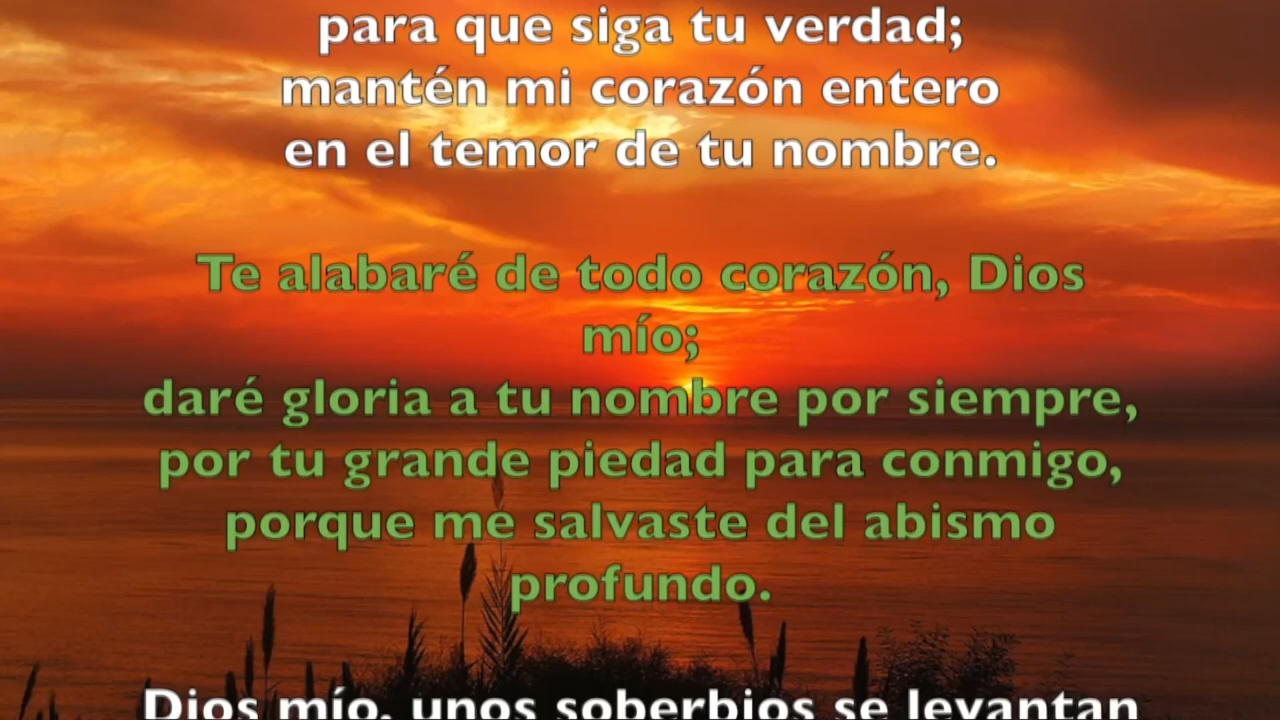 para que siga tu verdad;
mantén mi corazón entero
en el temor de tu nombre.
Te alabaré de todo corazón, Dios
mío;
daré gloria a tu nombre por siempre,
por tu grande piedad para conmigo,
porque me salvaste del abismo
profundo.
Dios mío, unos soberbios se levantan